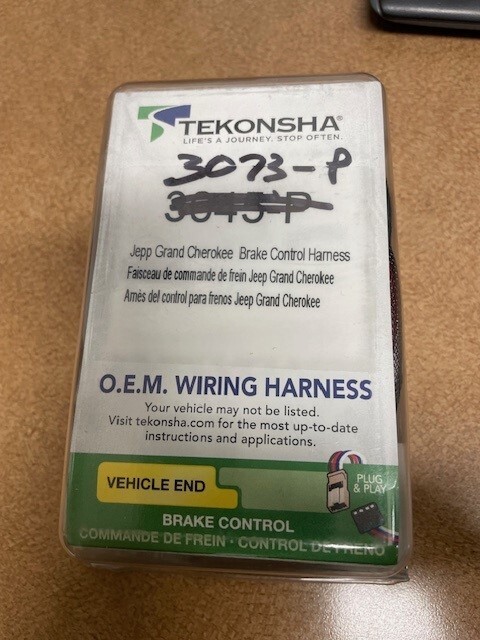 TEKONSHA®
LIFE'S A JOURNEY. STOP OFTEN.
3073-P
Jepp Grand Cherokee Brake Control Harness
Faisceau de commande de frein Jeep Grand Cherokee
Arnés del control para frenos Jeep Grand Cherokee
O.E.M. WIRING HARNESS
Your vehicle may not be listed.
Visit tekonsha.com for the most up-to-date
instructions and applications.
VEHICLE END
PLUG
& PLAY
BRAKE CONTROL
COMMANDE DE FREIN · CONTROL DE FRENO